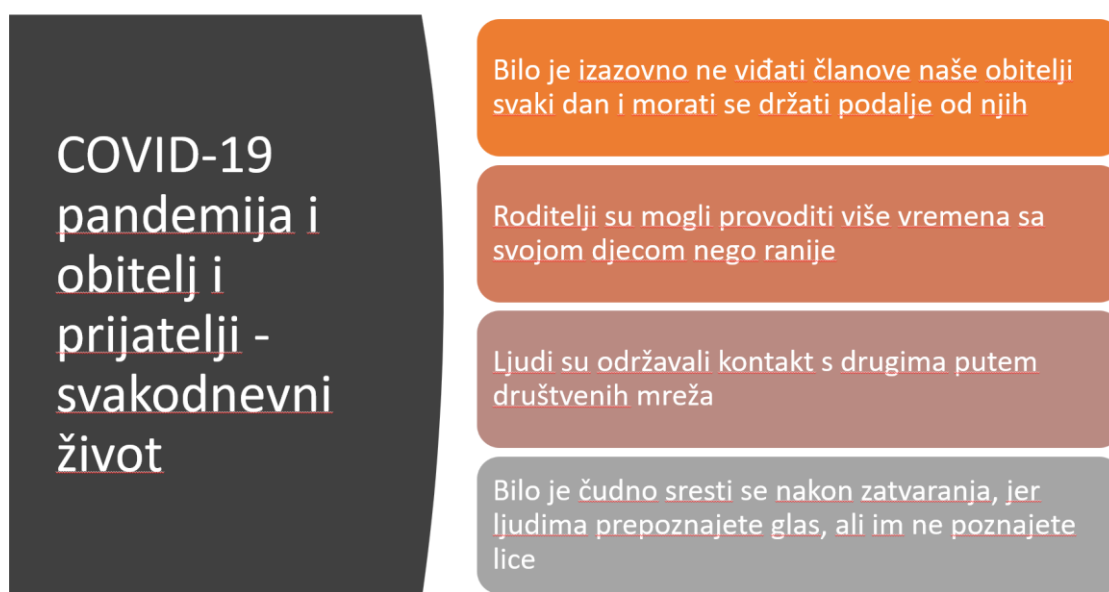 COVID-19
pandemija i
obitelj i
prijatelji -
svakodnevni
život
Bilo je izazovno ne viđati članove naše obitelji
svaki dan i morati se držati podalje od njih
Roditelji su mogli provoditi više vremena sa
svojom djecom nego ranije
Ljudi su održavali kontakt s drugima putem
društvenih mreža
Bilo je čudno sresti se nakon zatvaranja, jer
ljudima prepoznajete glas, ali im ne poznajete
lice